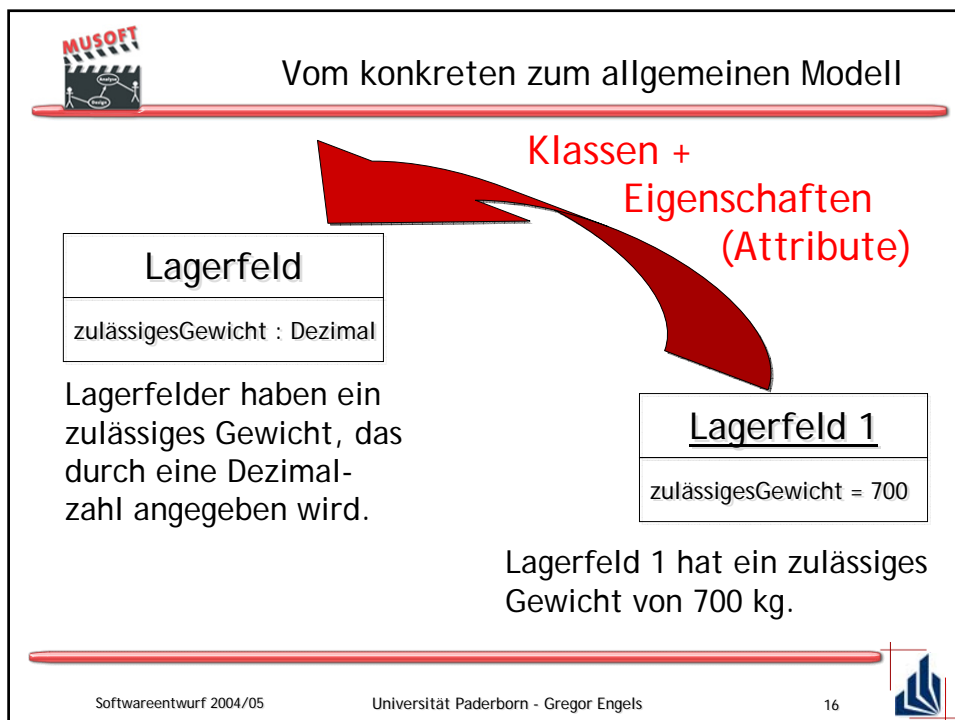 MUSOFT
Analyse
Design
Vom konkreten zum allgemeinen Modell
Klassen +
Eigenschaften
(Attribute)
Lagerfeld
zulässigesGewicht : Dezimal
Lagerfelder haben ein
zulässiges Gewicht, das
durch eine Dezimal-
zahl angegeben wird.
Lagerfeld 1
zulässigesGewicht = 700
Lagerfeld 1 hat ein zulässiges
Gewicht von 700 kg.
Softwareentwurf 2004/05
Universität Paderborn - Gregor Engels
16